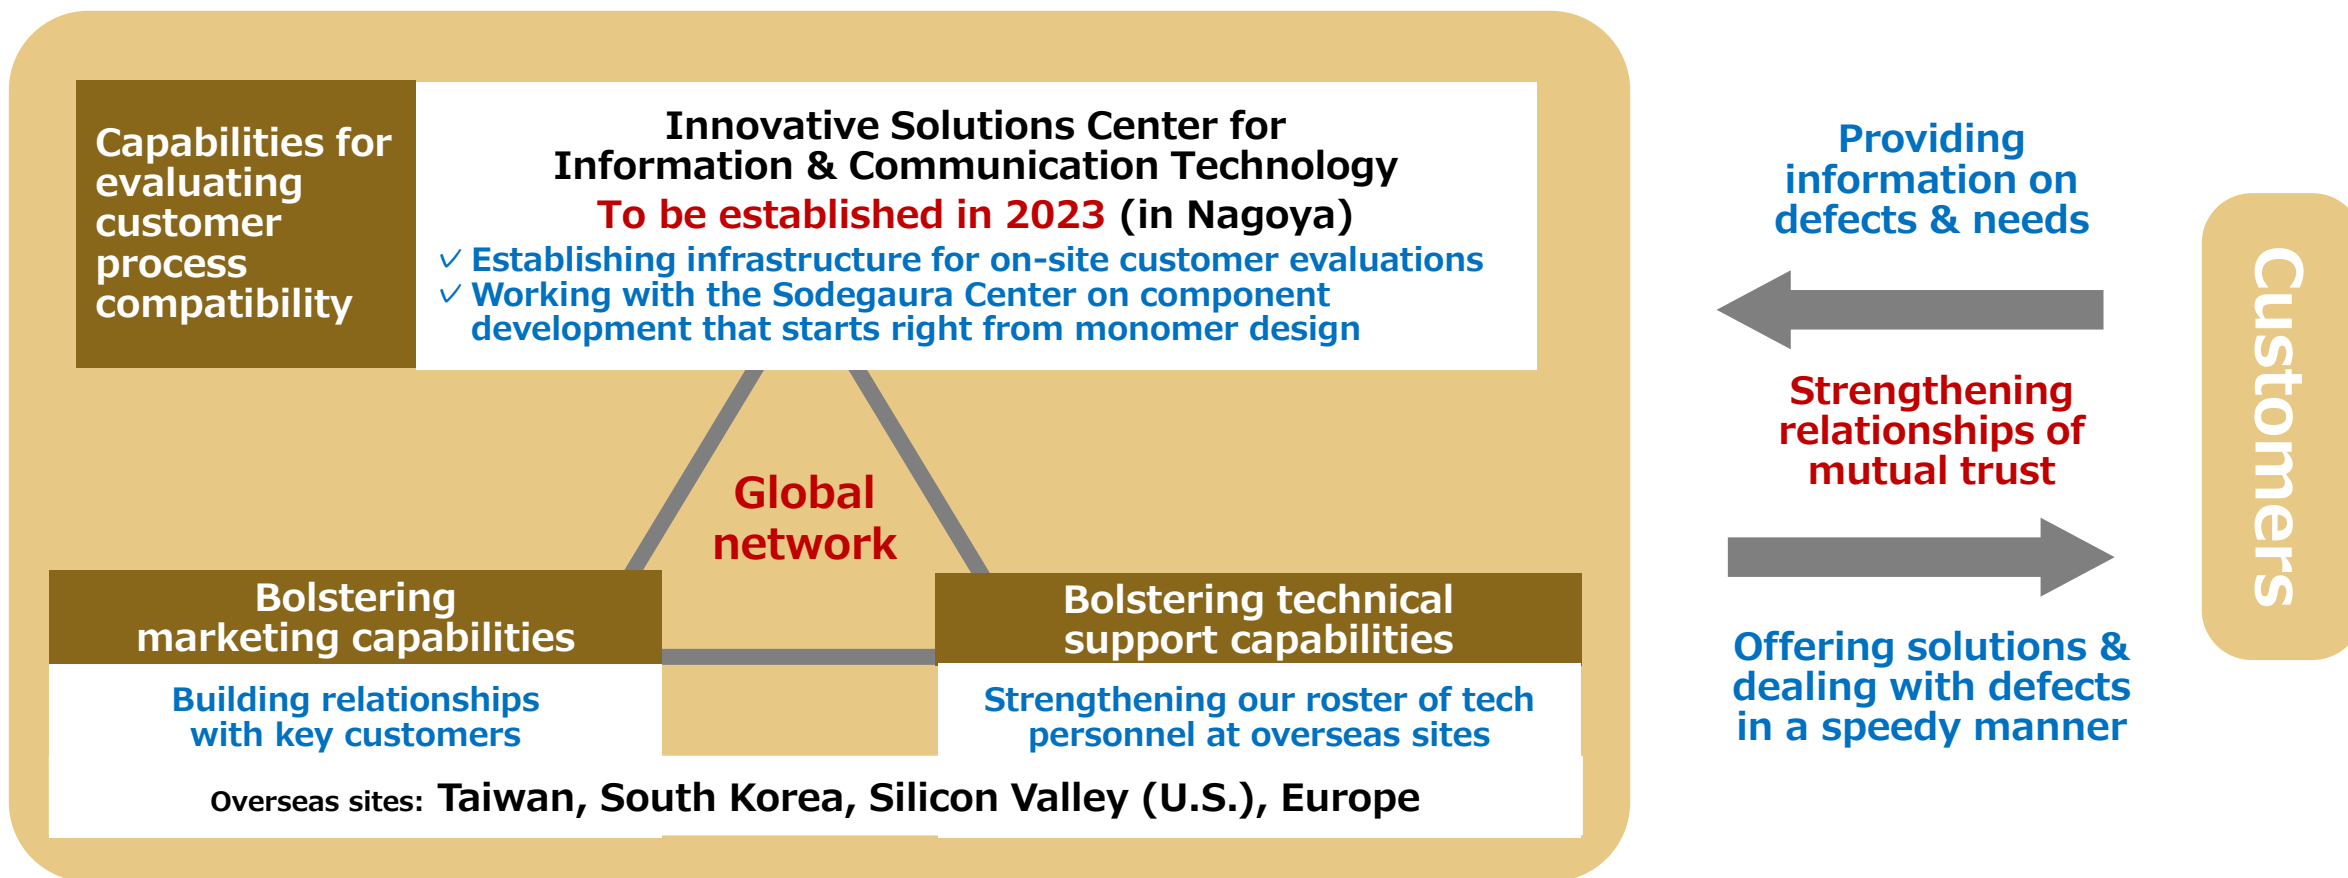 Capabilities for
evaluating
customer
process
compatibility
Innovative Solutions Center for
Information & Communication Technology
To be established in 2023 (in Nagoya)
✓ Establishing infrastructure for on-site customer evaluations
✓ Working with the Sodegaura Center on component
development that starts right from monomer design
Global
network
Bolstering
marketing capabilities
Building relationships
with key customers
Bolstering technical
support capabilities
Strengthening our roster of tech
personnel at overseas sites
Overseas sites: Taiwan, South Korea, Silicon Valley (U.S.), Europe
Providing
information on
defects & needs
Strengthening
relationships of
mutual trust
Offering solutions &
dealing with defects
in a speedy manner
Customers